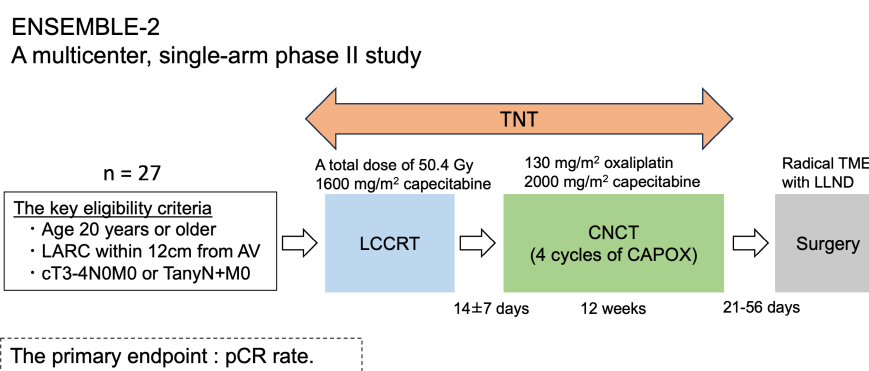 ENSEMBLE-2
A multicenter, single-arm phase II study
TNT
n = 27
A total dose of 50.4 Gy
1600 mg/m² capecitabine
130 mg/m² oxaliplatin
2000 mg/m² capecitabine
Radical TME
with LLND
The key eligibility criteria
・Age 20 years or older
・LARC within 12cm from AV
・cT3-4N0M0 or TanyN+M0
LCCRT
CNCT
(4 cycles of CAPOX)
Surgery
14±7 days
12 weeks
21-56 days
The primary endpoint : pCR rate.